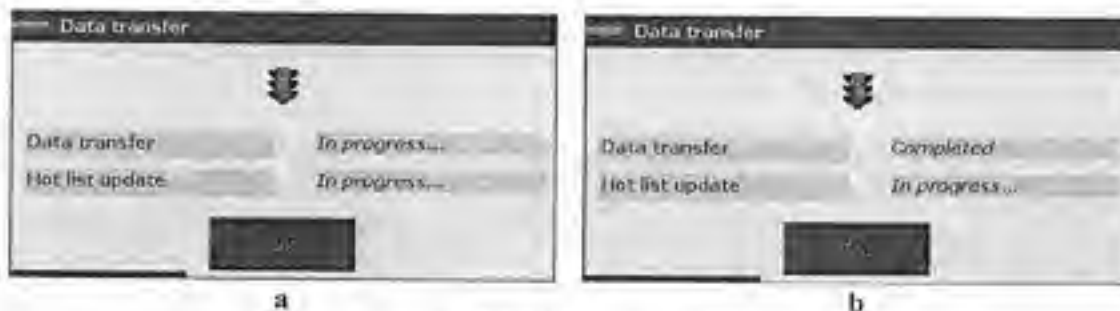 Data transfer
Data transfer In progress...
Hot list update In progress...
a
Data transfer
Data transfer Completed
Hot list update In progress...
b